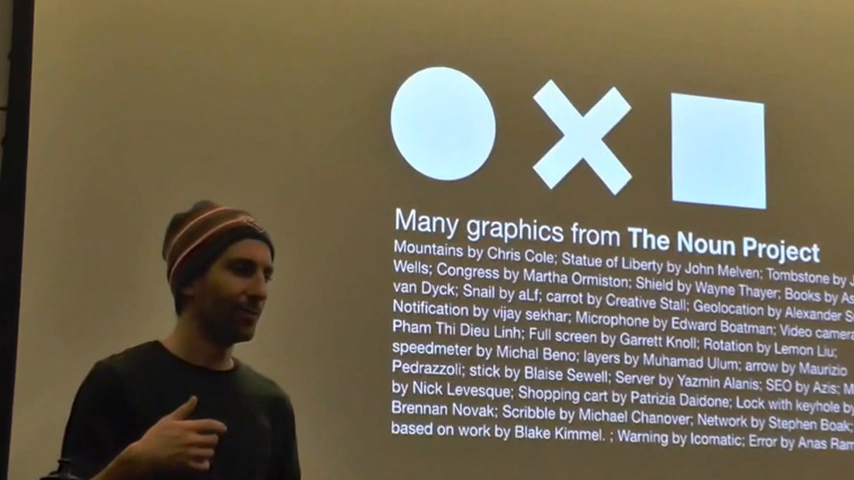 Many graphics from The Noun Project
Mountains by Chris Cole; Statue of Liberty by John Melven; Tombstone by J
Wells; Congress by Martha Ormiston; Shield by Wayne Thayer; Books by As
van Dyck; Snail by aLf; carrot by Creative Stall; Geolocation by Alexander S
Notification by vijay sekhar; Microphone by Edward Boatman; Video camera
Pham Thi Dieu Linh; Full screen by Garrett Knoll; Rotation by Lemon Liu;
speedmeter by Michal Beno; layers by Muhamad Ulum; arrow by Maurizio
Pedrazzoli; stick by Blaise Sewell; Server by Yazmin Alanis; SEO by Azis; M
by Nick Levesque; Shopping cart by Patrizia Daidone; Lock with keyhole by
Brennan Novak; Scribble by Michael Chanover; Network by Stephen Boak;
based on work by Blake Kimmel. ; Warning by Icomatic; Error by Anas Ram